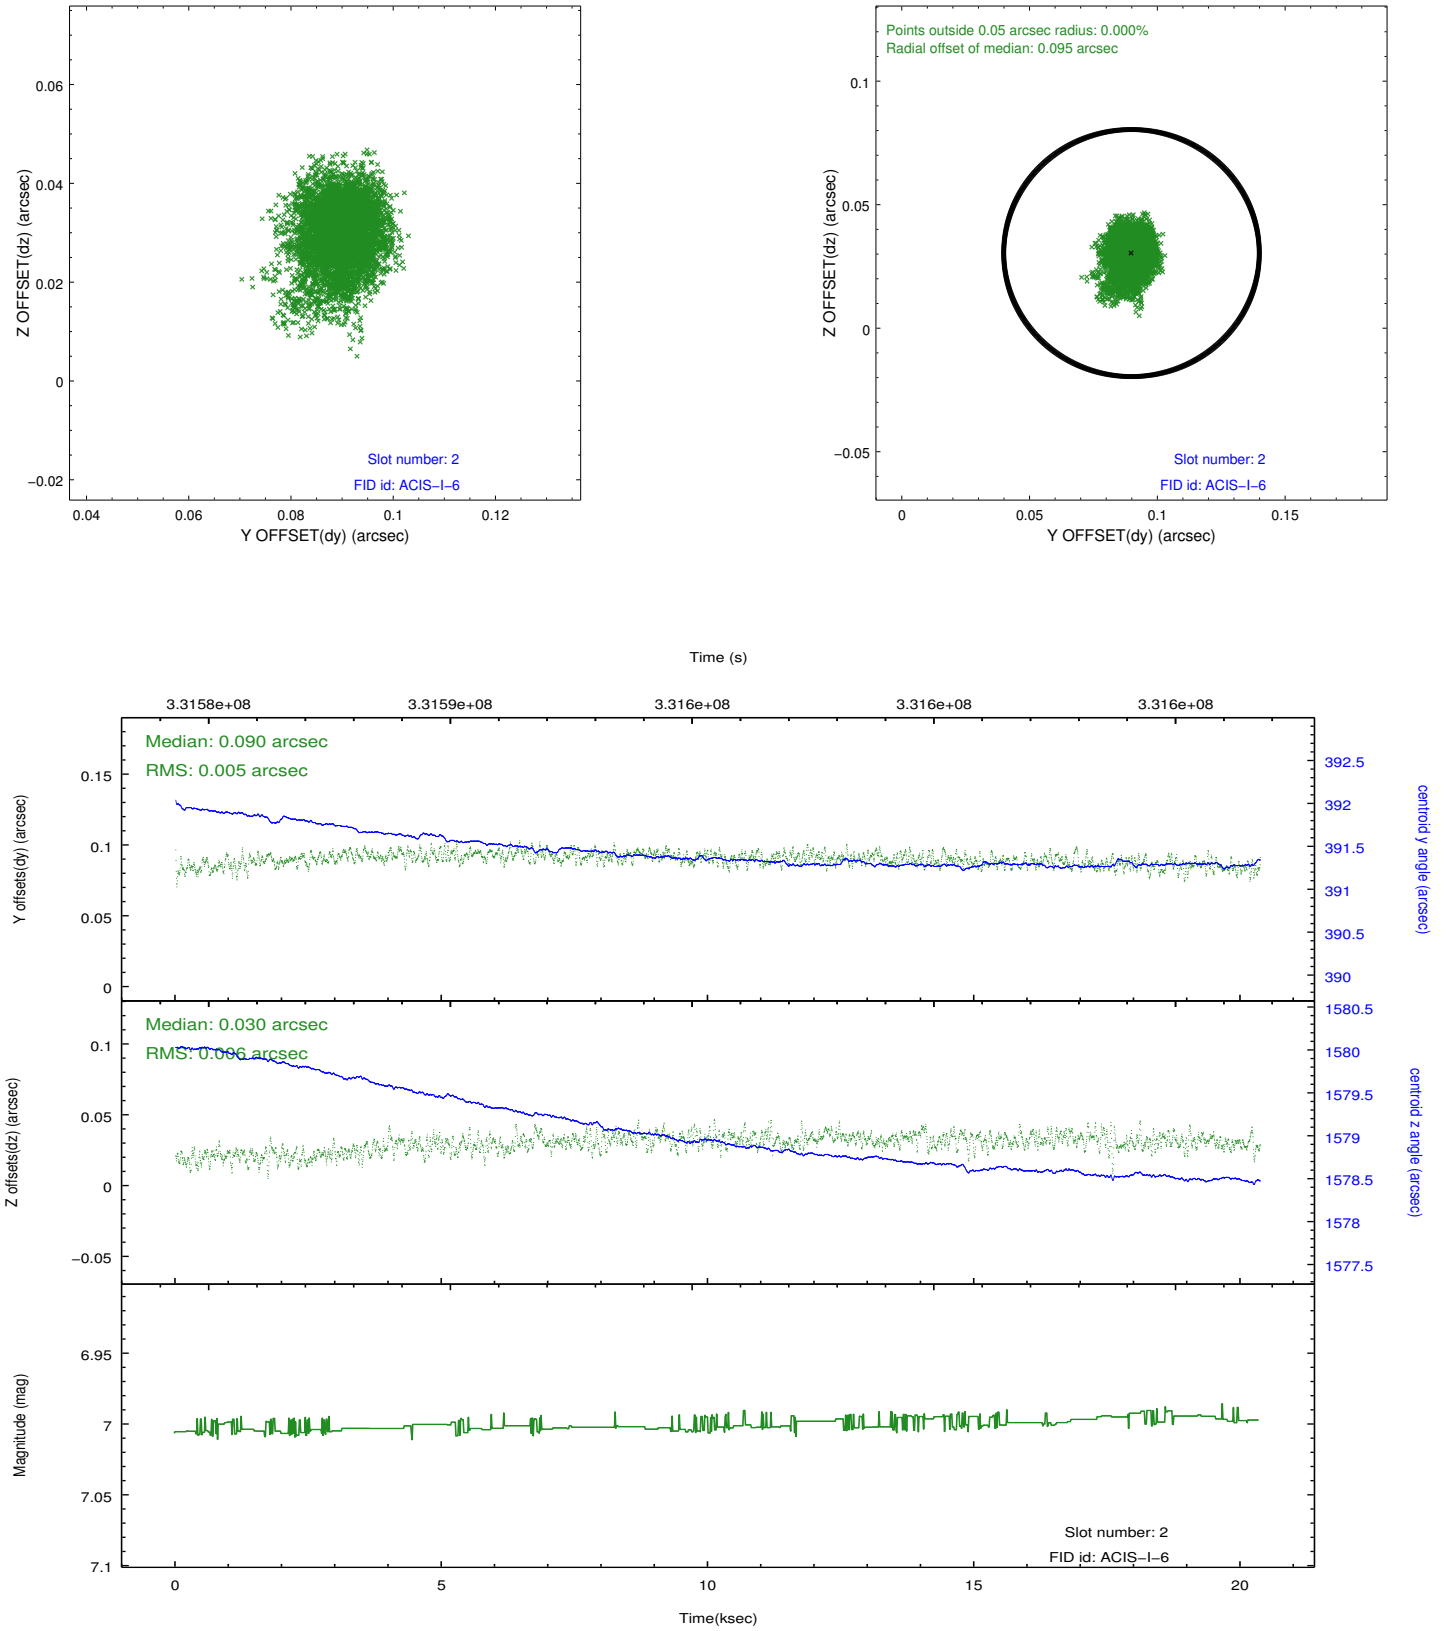 0.06
0.04
0.02
0
−0.02
Z OFFSET(dz) (arcsec)
Slot number: 2
FID id: ACIS−I−6
0.04
0.06
0.08
0.1
0.12
Y OFFSET(dy) (arcsec)
Points outside 0.05 arcsec radius: 0.000%
Radial offset of median: 0.095 arcsec
0.1
0.05
0
−0.05
Z OFFSET(dz) (arcsec)
Slot number: 2
FID id: ACIS−I−6
0
0.05
0.1
0.15
Y OFFSET(dy) (arcsec)
Time (s)
3.3158e+08
3.3159e+08
3.316e+08
3.316e+08
3.316e+08
Median: 0.090 arcsec
RMS: 0.005 arcsec
0.15
0.1
0.05
0
Y offsets(dy) (arcsec)
392.5
392
391.5
391
390.5
390
centroid y angle (arcsec)
Median: 0.030 arcsec
RMS: 0.006 arcsec
0.1
0.05
0
−0.05
Z offsets(dz) (arcsec)
1580.5
1580
1579.5
1579
1578.5
1578
1577.5
centroid z angle (arcsec)
6.95
7
7.05
7.1
Magnitude (mag)
Slot number: 2
FID id: ACIS−I−6
0
5
10
15
20
Time(ksec)